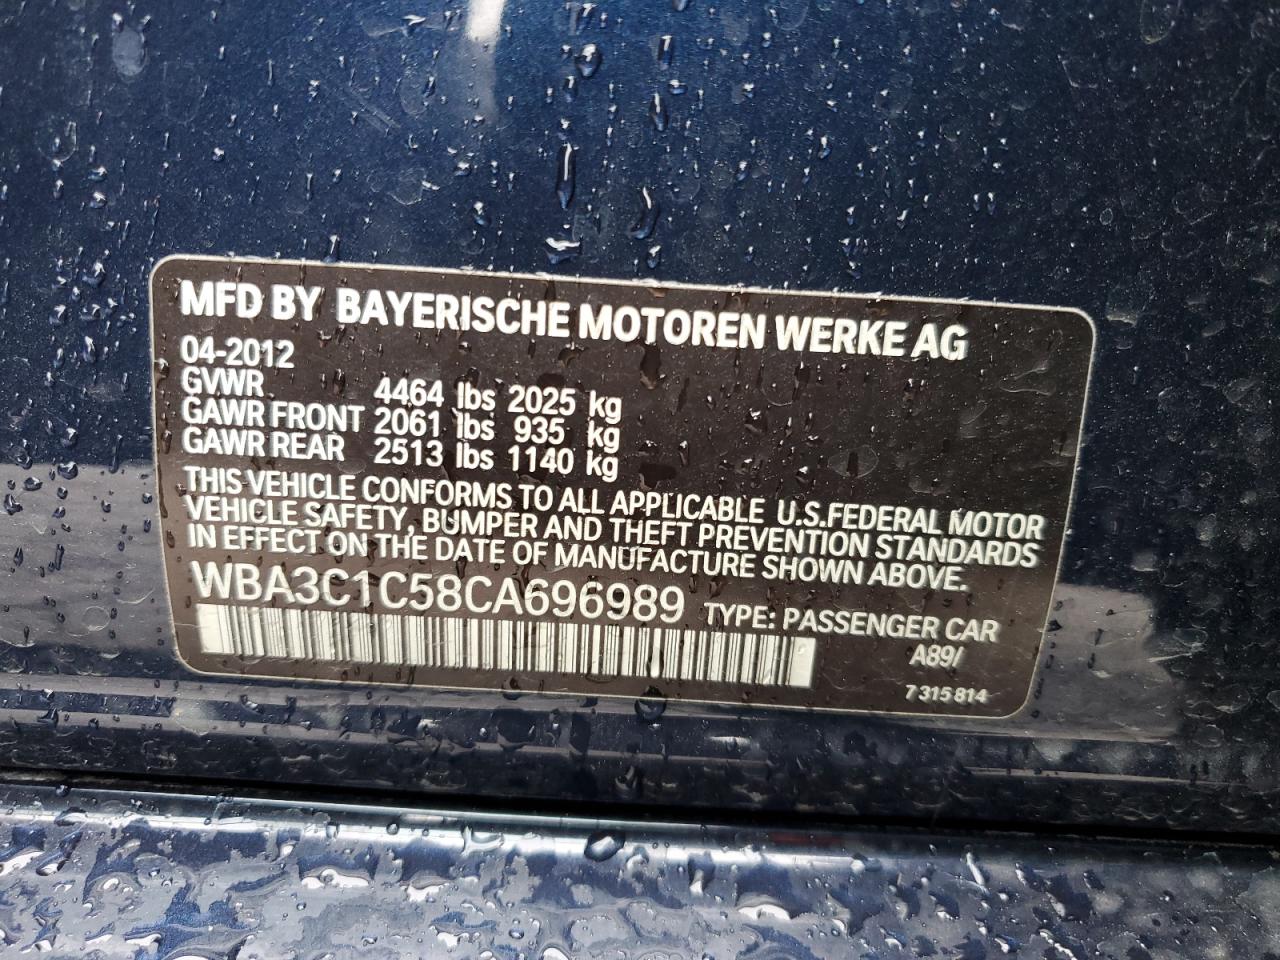 MFD BY BAYERISCHE MOTOREN WERKE AG
04-2012
GVWR 4464 lbs 2025 kg
GAWR FRONT 2061 lbs 935 kg
GAWR REAR 2513 lbs 1140 kg
THIS VEHICLE CONFORMS TO ALL APPLICABLE U.S.FEDERAL MOTOR
VEHICLE SAFETY, BUMPER AND THEFT PREVENTION STANDARDS
IN EFFECT ON THE DATE OF MANUFACTURE SHOWN ABOVE.
WBA3C1C58CA696989 TYPE: PASSENGER CAR
A89/
7 315 814